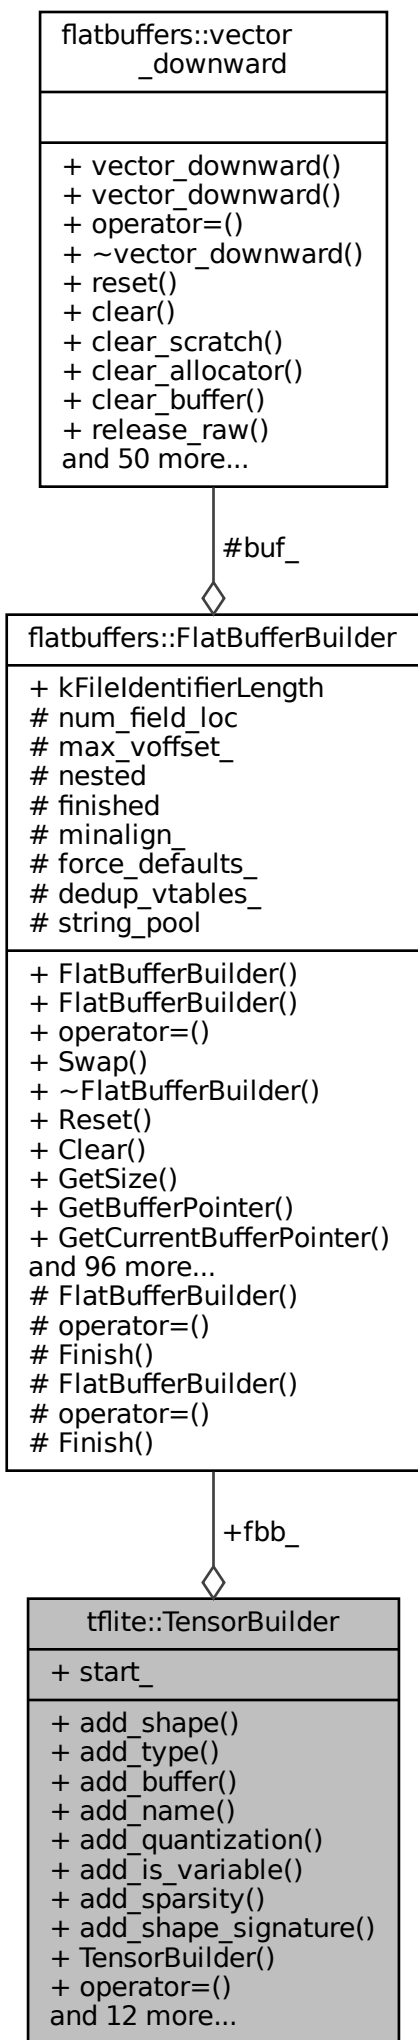 flatbuffers::vector
_downward
+ vector_downward()
+ vector_downward()
+ operator=()
+ ~vector_downward()
+ reset()
+ clear()
+ clear_scratch()
+ clear_allocator()
+ clear_buffer()
+ release_raw()
and 50 more...
#buf_
flatbuffers::FlatBufferBuilder
+ kFileIdentifierLength
# num_field_loc
# max_voffset_
# nested
# finished
# minalign_
# force_defaults_
# dedup_vtables_
# string_pool
+ FlatBufferBuilder()
+ FlatBufferBuilder()
+ operator=()
+ Swap()
+ ~FlatBufferBuilder()
+ Reset()
+ Clear()
+ GetSize()
+ GetBufferPointer()
+ GetCurrentBufferPointer()
and 96 more...
# FlatBufferBuilder()
# operator=()
# Finish()
# FlatBufferBuilder()
# operator=()
# Finish()
+fbb_
tflite::TensorBuilder
+ start_
+ add_shape()
+ add_type()
+ add_buffer()
+ add_name()
+ add_quantization()
+ add_is_variable()
+ add_sparsity()
+ add_shape_signature()
+ TensorBuilder()
+ operator=()
and 12 more...